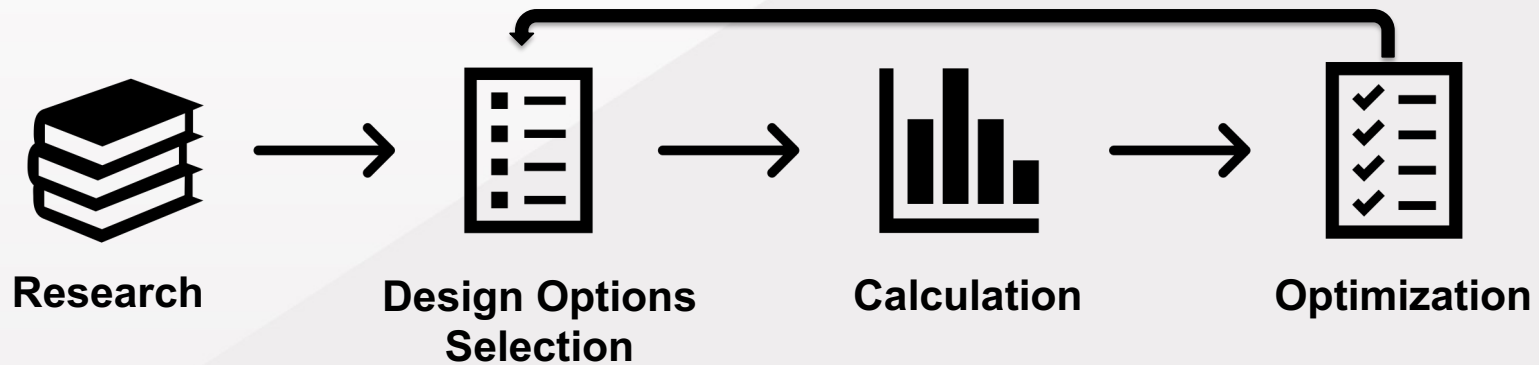 Research
Design Options
Selection
Calculation
Optimization